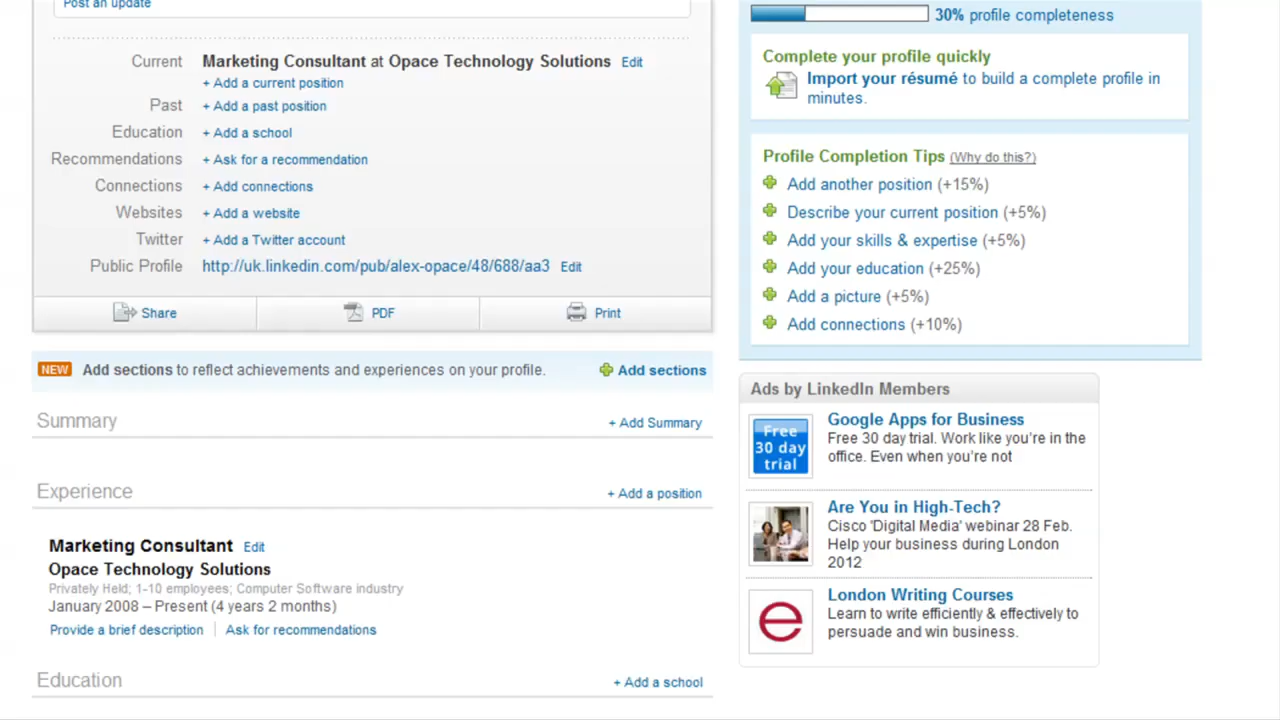 Post an update
Current Marketing Consultant at Opace Technology Solutions Edit
+ Add a current position
Past + Add a past position
Education + Add a school
Recommendations + Ask for a recommendation
Connections + Add connections
Websites + Add a website
Twitter + Add a Twitter account
Public Profile http://uk.linkedin.com/pub/alex-opace/48/688/aa3 Edit
Share PDF Print
NEW Add sections to reflect achievements and experiences on your profile. Add sections
Summary + Add Summary
Experience + Add a position
Marketing Consultant Edit
Opace Technology Solutions
Privately Held; 1-10 employees; Computer Software industry
January 2008 – Present (4 years 2 months)
Provide a brief description Ask for recommendations
Education + Add a school
30% profile completeness
Complete your profile quickly
Import your résumé to build a complete profile in
minutes.
Profile Completion Tips (Why do this?)
Add another position (+15%)
Describe your current position (+5%)
Add your skills & expertise (+5%)
Add your education (+25%)
Add a picture (+5%)
Add connections (+10%)
Ads by LinkedIn Members
Free
30 day
trial
Google Apps for Business
Free 30 day trial. Work like you're in the
office. Even when you're not
Are You in High-Tech?
Cisco 'Digital Media' webinar 28 Feb.
Help your business during London
2012
e
London Writing Courses
Learn to write efficiently & effectively to
persuade and win business.